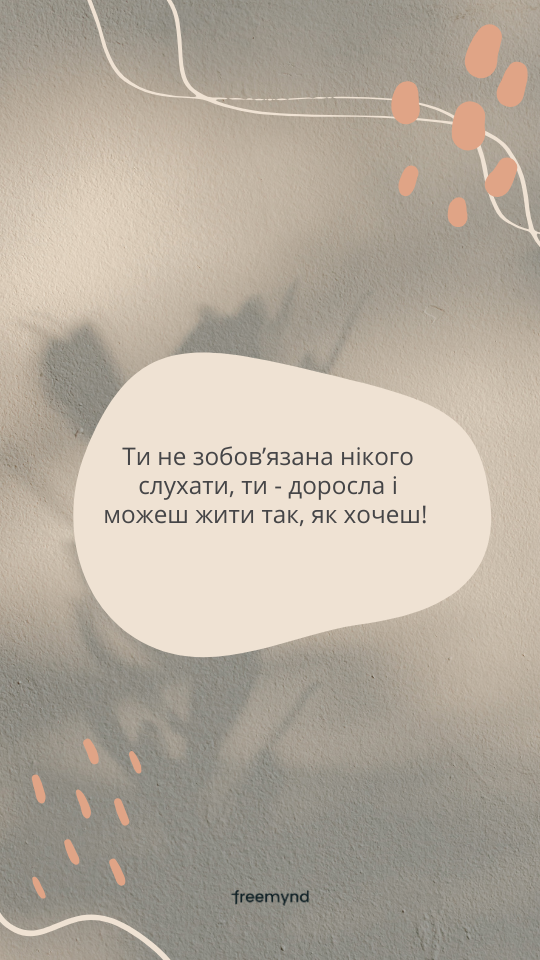 Ти не зобов’язана нікого
слухати, ти - доросла і
можеш жити так, як хочеш!
freemynd